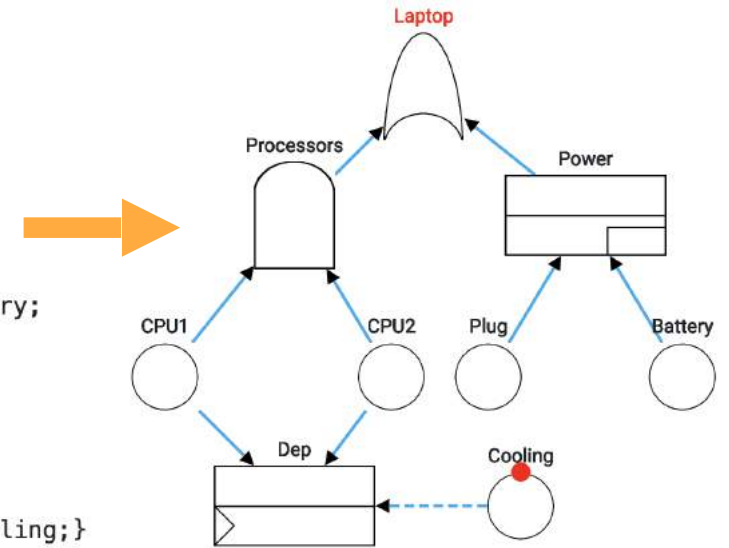 Laptop
Processors
Power
ry;
CPU1
CPU2
Plug
Battery
Dep
Cooling
ling;}